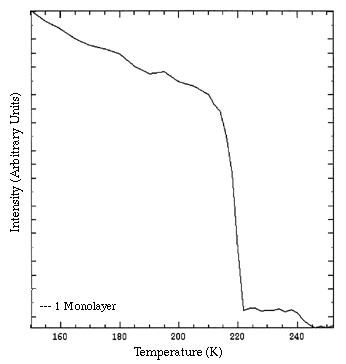 Intensity (Arbitrary Units)
--- 1 Monolayer
160 180 200 220 240
Temperature (K)